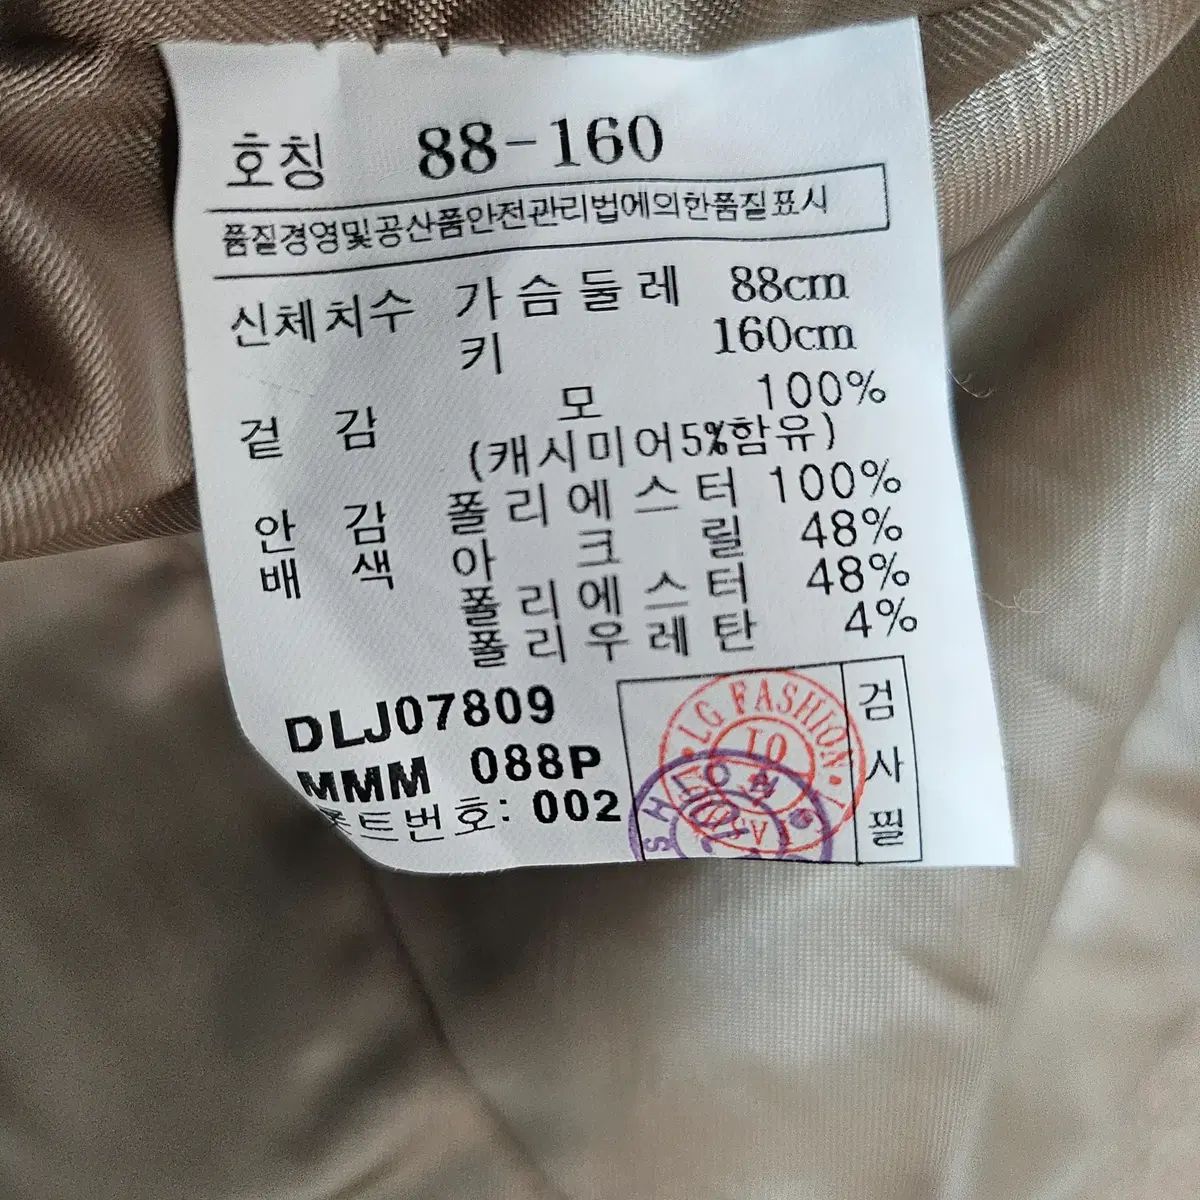 호칭 88-160
품질경영및공산품안전관리법에의한품질표시
신체치수 가슴둘레 88cm
키 160cm
겉감 모 100%
(캐시미어5%함유)
안감 폴리에스터 100%
배색 아크릴 48%
폴리에스터 48%
폴리우레탄 4%
DLJ07809
MMM 088P
번호: 002
LG FASHION
검사필